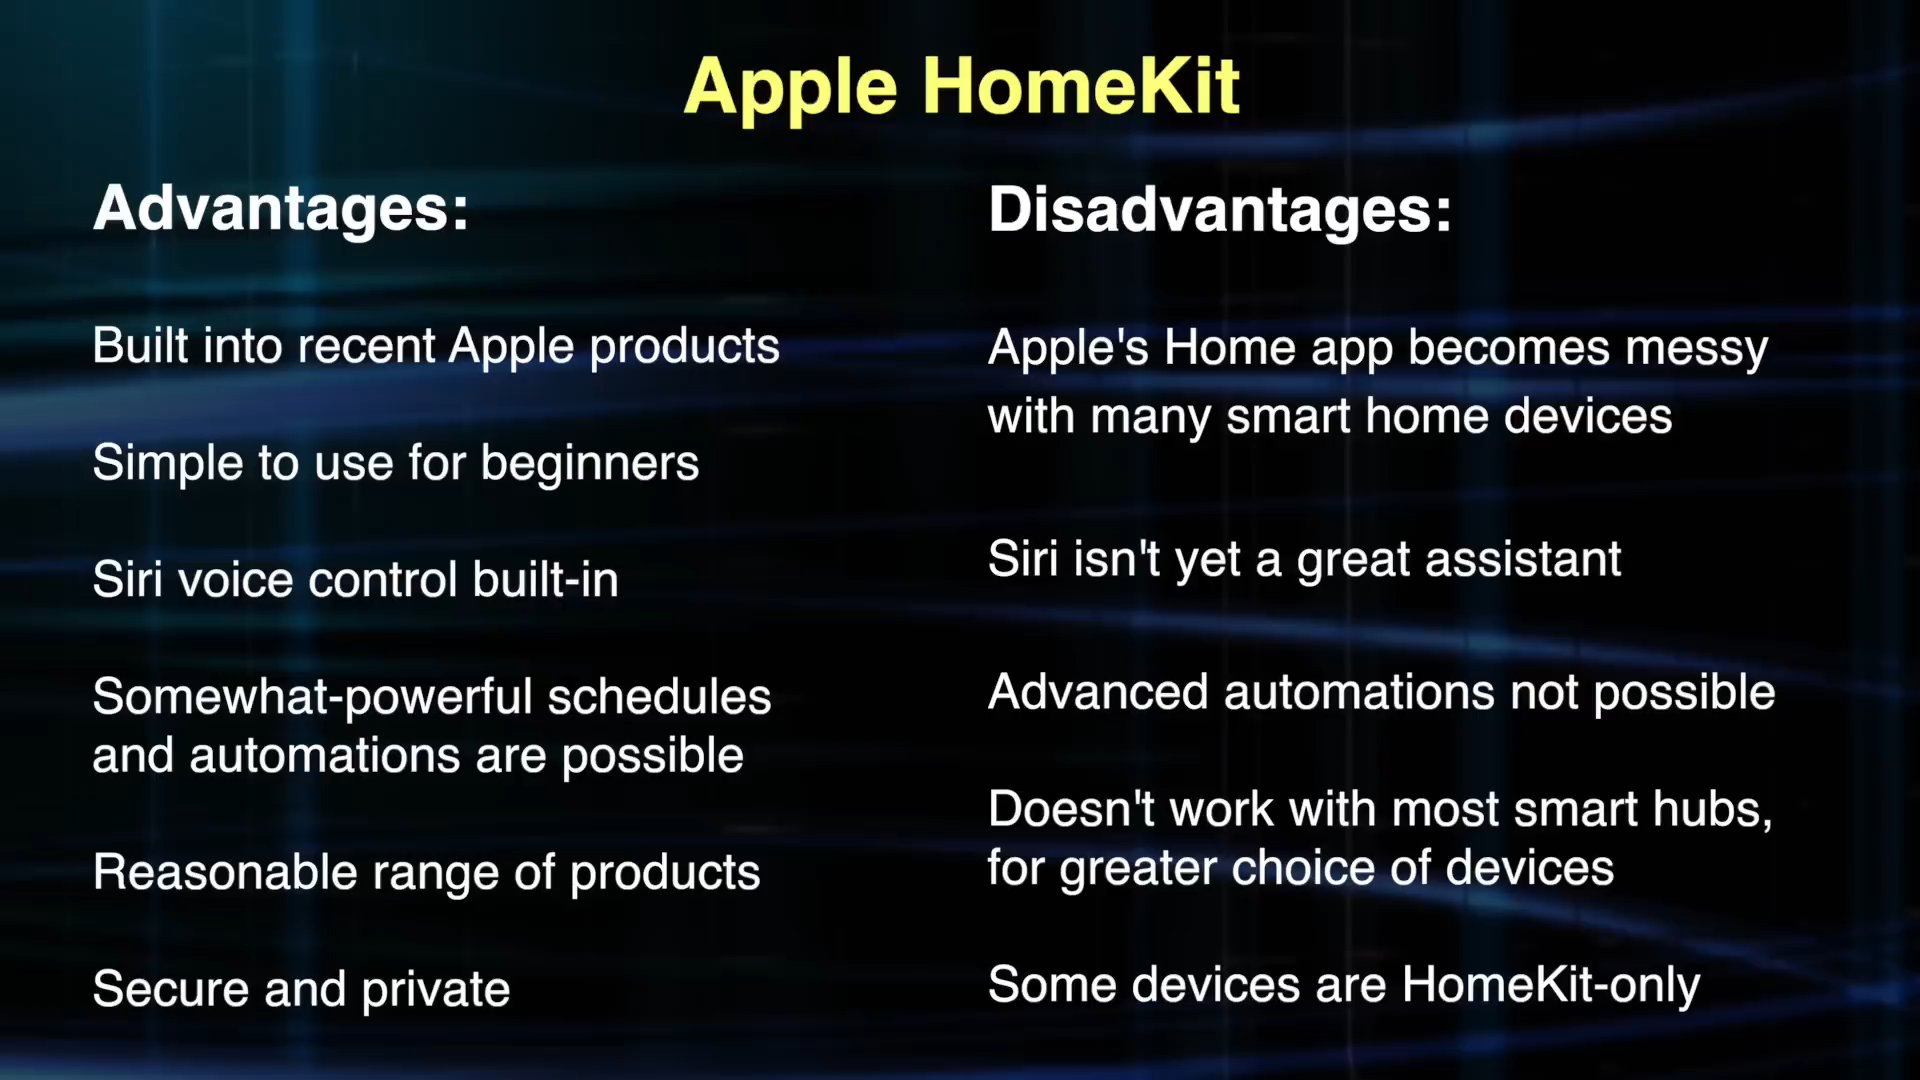 Apple HomeKit
Advantages:
Built into recent Apple products
Simple to use for beginners
Siri voice control built-in
Somewhat-powerful schedules
and automations are possible
Reasonable range of products
Secure and private
Disadvantages:
Apple's Home app becomes messy
with many smart home devices
Siri isn't yet a great assistant
Advanced automations not possible
Doesn't work with most smart hubs,
for greater choice of devices
Some devices are HomeKit-only